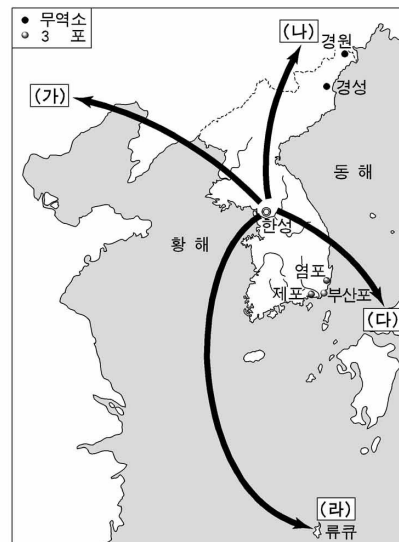 ● 무역소
● 3 포
(나)
경원
(가)
경성
동 해
한성
황 해
염포
제포
부산포
(다)
(라)
류큐